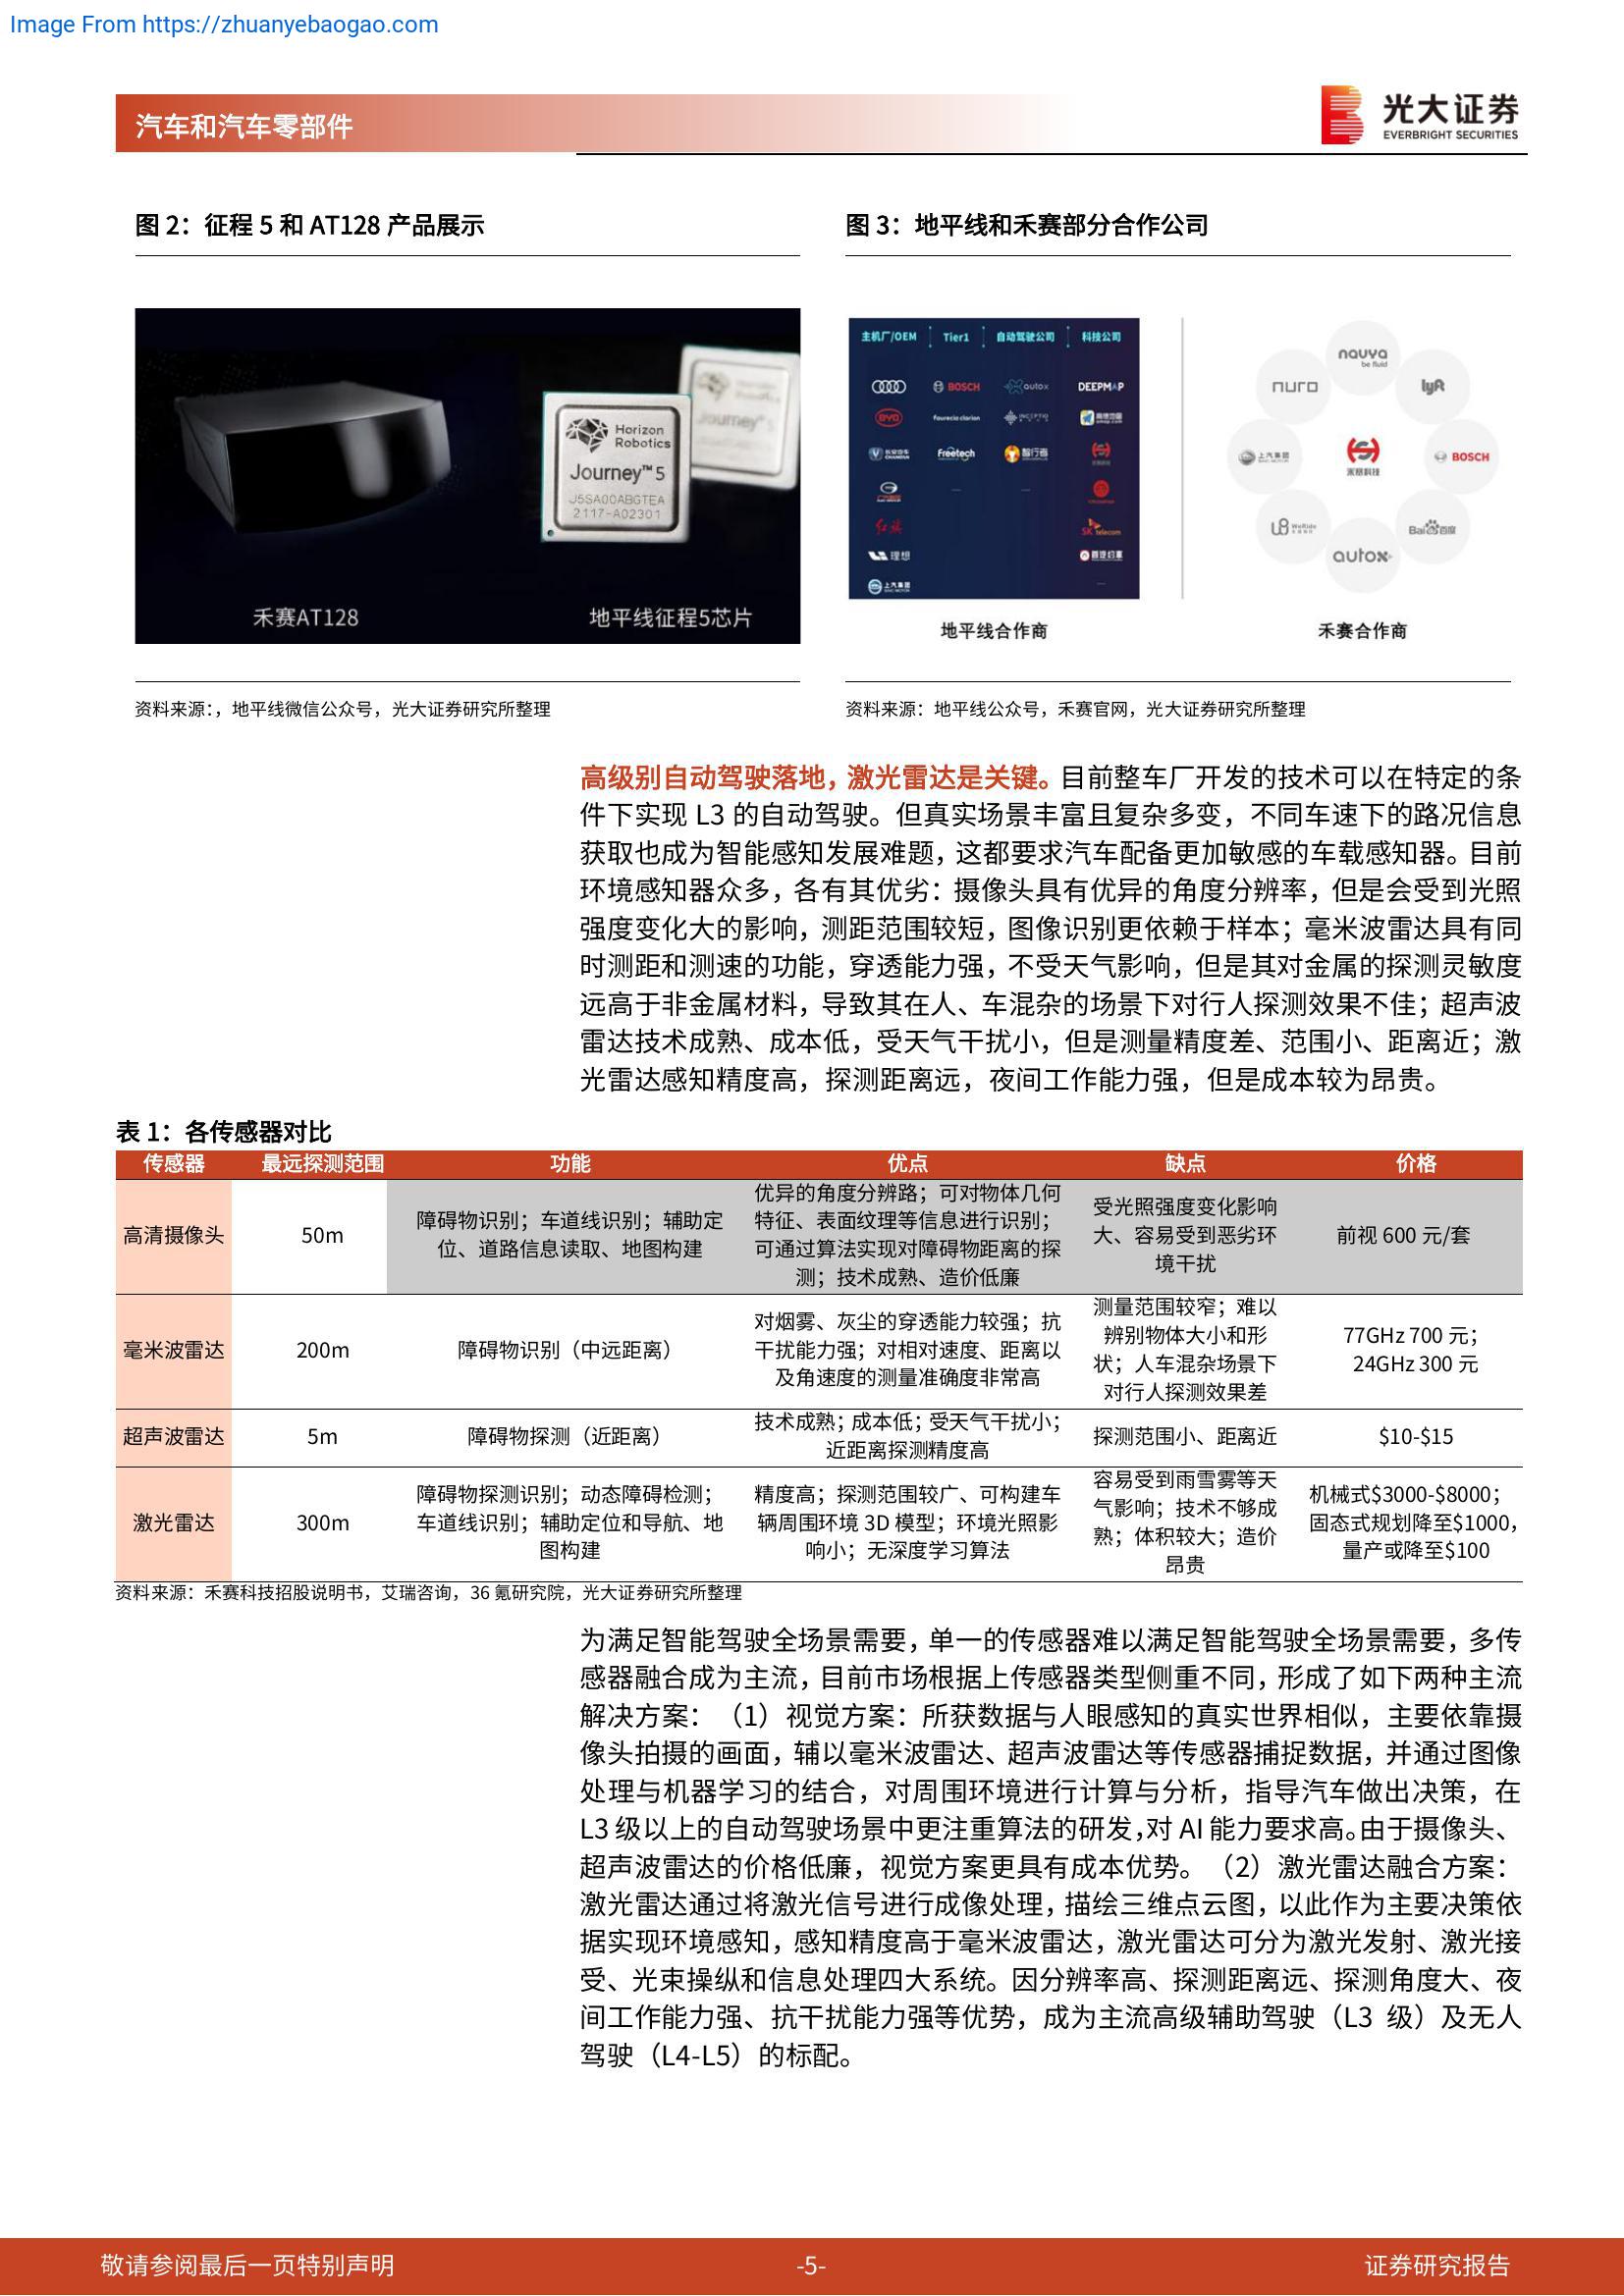 Image From https://zhuanyebaogao.com
汽车和汽车零部件
光大证券
EVERBRIGHT SECURITIES
图 2：征程 5 和 AT128 产品展示
Horizon
Robotics
Journey™ 5
J5SA00ABGTEA
2117-A02301
禾赛AT128
地平线征程5芯片
资料来源：，地平线微信公众号，光大证券研究所整理
图 3：地平线和禾赛部分合作公司
主机厂/OEM Tier1 自动驾驶公司 科技公司
BOSCH autox DEEPMAP
BYD faurecia clarion
Freetech 智行者
红旗 SK telecom
理想 首汽约车
上汽集团
地平线合作商
navya
be fluid
nuro
lyft
上汽集团
禾赛科技
BOSCH
WeRide
Bai百度
autox
禾赛合作商
资料来源：地平线公众号，禾赛官网，光大证券研究所整理
高级别自动驾驶落地，激光雷达是关键。目前整车厂开发的技术可以在特定的条
件下实现 L3 的自动驾驶。但真实场景丰富且复杂多变，不同车速下的路况信息
获取也成为智能感知发展难题，这都要求汽车配备更加敏感的车载感知器。目前
环境感知器众多，各有其优劣：摄像头具有优异的角度分辨率，但是会受到光照
强度变化大的影响，测距范围较短，图像识别更依赖于样本；毫米波雷达具有同
时测距和测速的功能，穿透能力强，不受天气影响，但是其对金属的探测灵敏度
远高于非金属材料，导致其在人、车混杂的场景下对行人探测效果不佳；超声波
雷达技术成熟、成本低，受天气干扰小，但是测量精度差、范围小、距离近；激
光雷达感知精度高，探测距离远，夜间工作能力强，但是成本较为昂贵。
表 1：各传感器对比
传感器 最远探测范围 功能 优点 缺点 价格
高清摄像头
50m
障碍物识别；车道线识别；辅助定
位、道路信息读取、地图构建
优异的角度分辨路；可对物体几何
特征、表面纹理等信息进行识别；
可通过算法实现对障碍物距离的探
测；技术成熟、造价低廉
受光照强度变化影响
大、容易受到恶劣环
境干扰
前视 600 元/套
毫米波雷达
200m
障碍物识别（中远距离）
对烟雾、灰尘的穿透能力较强；抗
干扰能力强；对相对速度、距离以
及角速度的测量准确度非常高
测量范围较窄；难以
辨别物体大小和形
状；人车混杂场景下
对行人探测效果差
77GHz 700 元；
24GHz 300 元
超声波雷达
5m
障碍物探测（近距离）
技术成熟；成本低；受天气干扰小；
近距离探测精度高
探测范围小、距离近
$10-$15
激光雷达
300m
障碍物探测识别；动态障碍检测；
车道线识别；辅助定位和导航、地
图构建
精度高；探测范围较广、可构建车
辆周围环境 3D 模型；环境光照影
响小；无深度学习算法
容易受到雨雪雾等天
气影响；技术不够成
熟；体积较大；造价
昂贵
机械式$3000-$8000；
固态式规划降至$1000，
量产或降至$100
资料来源：禾赛科技招股说明书，艾瑞咨询，36 氪研究院，光大证券研究所整理
为满足智能驾驶全场景需要，单一的传感器难以满足智能驾驶全场景需要，多传
感器融合成为主流，目前市场根据上传感器类型侧重不同，形成了如下两种主流
解决方案：（1）视觉方案：所获数据与人眼感知的真实世界相似，主要依靠摄
像头拍摄的画面，辅以毫米波雷达、超声波雷达等传感器捕捉数据，并通过图像
处理与机器学习的结合，对周围环境进行计算与分析，指导汽车做出决策，在
L3 级以上的自动驾驶场景中更注重算法的研发，对 AI 能力要求高。由于摄像头、
超声波雷达的价格低廉，视觉方案更具有成本优势。（2）激光雷达融合方案：
激光雷达通过将激光信号进行成像处理，描绘三维点云图，以此作为主要决策依
据实现环境感知，感知精度高于毫米波雷达，激光雷达可分为激光发射、激光接
受、光束操纵和信息处理四大系统。因分辨率高、探测距离远、探测角度大、夜
间工作能力强、抗干扰能力强等优势，成为主流高级辅助驾驶（L3 级）及无人
驾驶（L4-L5）的标配。
敬请参阅最后一页特别声明
-5-
证券研究报告